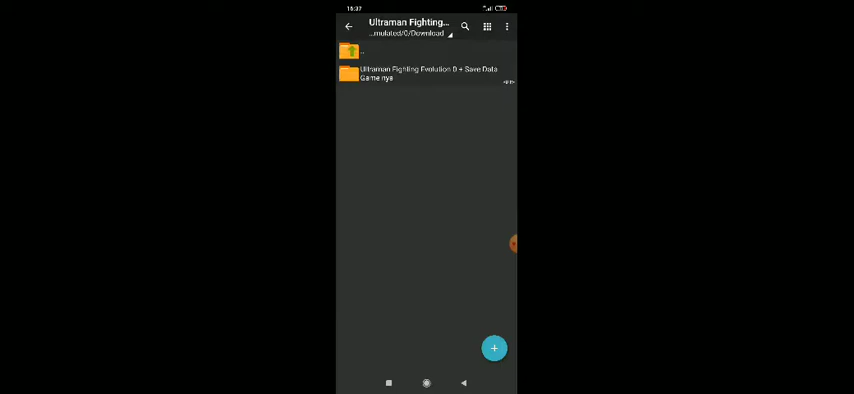 15:37
Ultraman Fighting...
...mulated/0/Download
..
Ultraman Fighting Evolution 0 + Save Data
Game nya